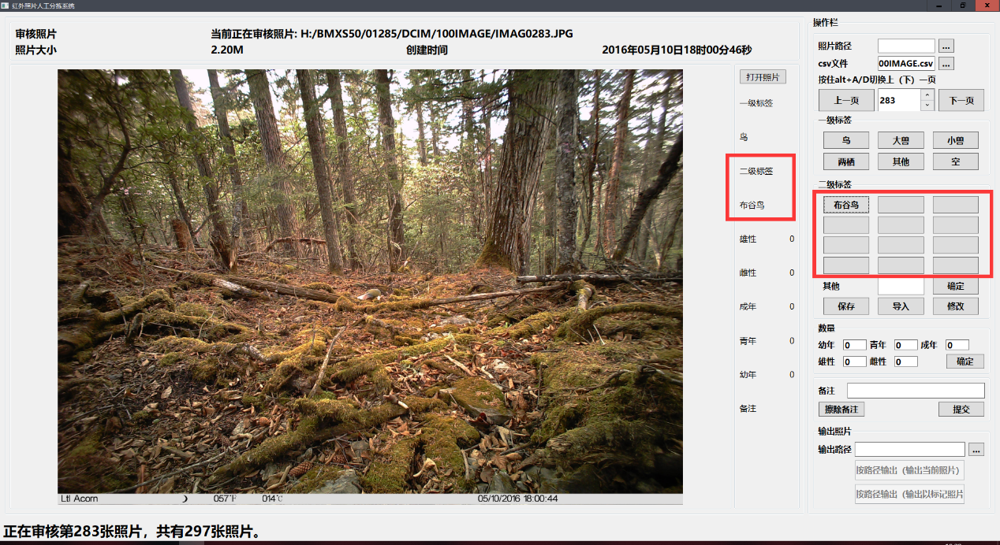 红外照片人工分拣系统
审核照片
当前正在审核照片: H:/BMXS50/01285/DCIM/100IMAGE/IMAG0283.JPG
照片大小
2.20M
创建时间
2016年05月10日18时00分46秒
打开照片
一级标签
鸟
二级标签
布谷鸟
雄性 0
雌性 0
成年 0
青年 0
幼年 0
备注
Ltl Acorn 057°F 014°C 05/10/2016 18:00:44
正在审核第283张照片，共有297张照片。
操作栏
照片路径 ...
csv文件 00IMAGE.csv ...
按住alt+A/D切换上（下）一页
上一页 283 下一页
一级标签
鸟 大兽 小兽
两栖 其他 空
二级标签
布谷鸟
其他 确定
保存 导入 修改
数量
幼年 0 青年 0 成年 0
雄性 0 雌性 0 确定
备注
擦除备注 提交
输出照片
输出路径 ...
按路径输出（输出当前照片）
按路径输出（输出以标记照片